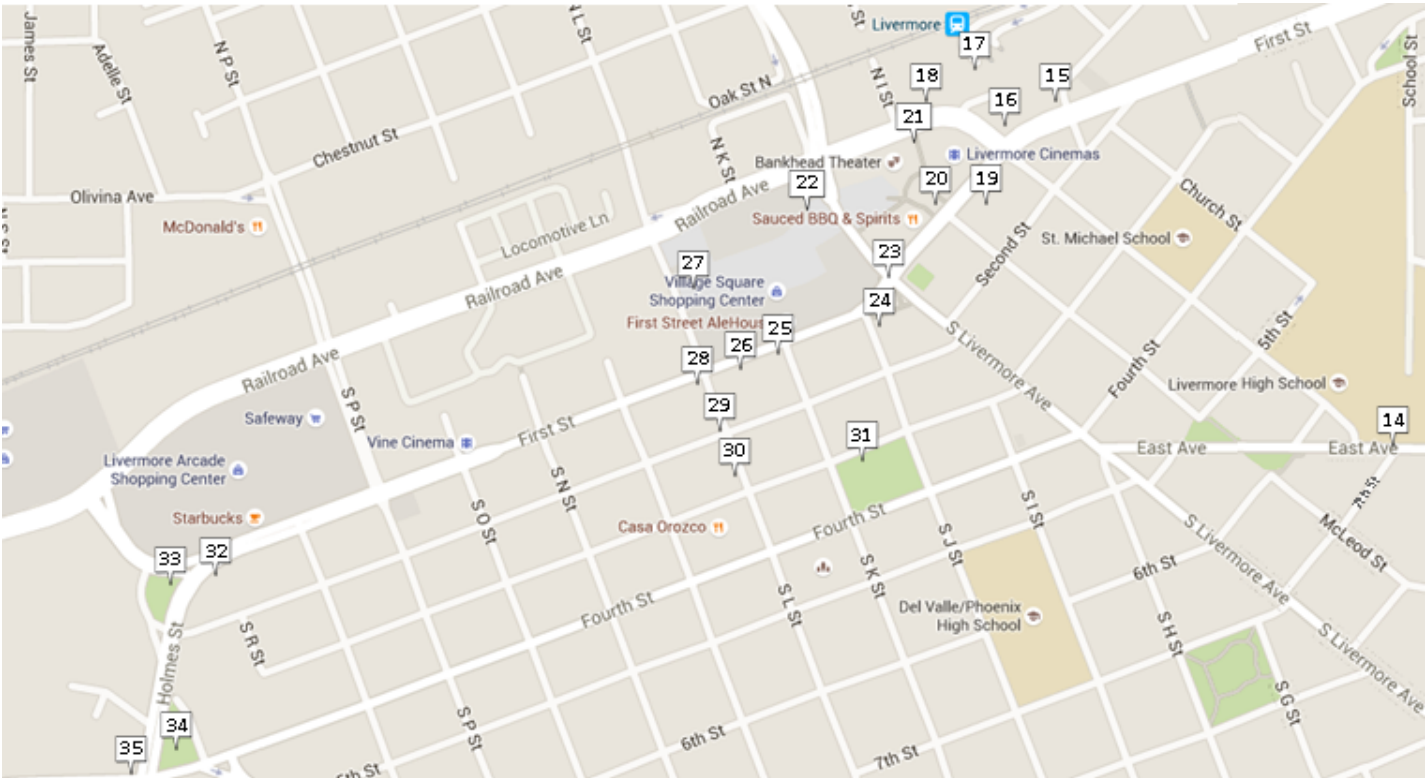 James St
Adelle St
N P St
N L St
St
Livermore
17
First St
School St
18
15
Oak St N
N I St
16
21
Chestnut St
N K St
Bankhead Theater
Livermore Cinemas
Olivina Ave
22
20
19
Railroad Ave
Church St
McDonald's
Sauced BBQ & Spirits
Locomotive Ln
St. Michael School
Second St
23
27
Village Square
Shopping Center
Railroad Ave
24
First Street AleHous
25
5th St
26
S Livermore Ave
28
Fourth St
Railroad Ave
Livermore High School
29
S P St
Safeway
14
First St
Vine Cinema
31
East Ave
East Ave
30
Livermore Arcade
Shopping Center
S N St
7th St
S O St
Starbucks
Casa Orozco
Fourth St
S I St
S Livermore Ave
McLeod St
33
32
S J St
S K St
6th St
Fourth St
S L St
Del Valle/Phoenix
High School
S R St
S H St
Holmes St
S Livermore Ave
S G St
34
S P St
35
6th St
7th St
5th St